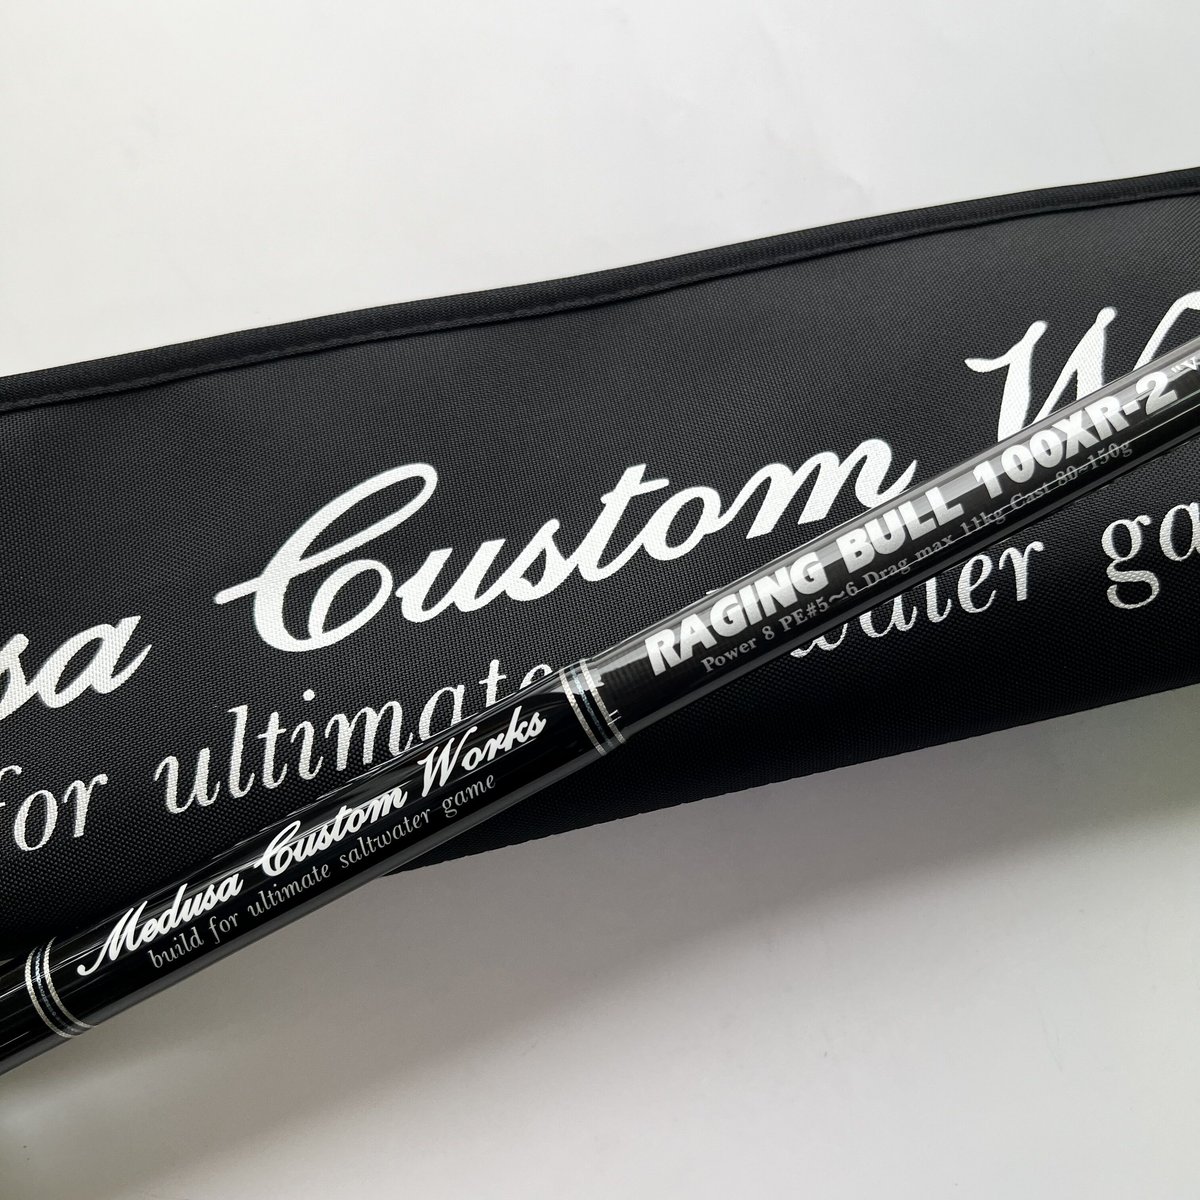 sa Custom W
for ultimate water ga
RAGING BULL 100XR-2
Power 8 PE#5~6 Drag max 11kg Cast 80~150g
Medusa Custom Works
build for ultimate saltwater game